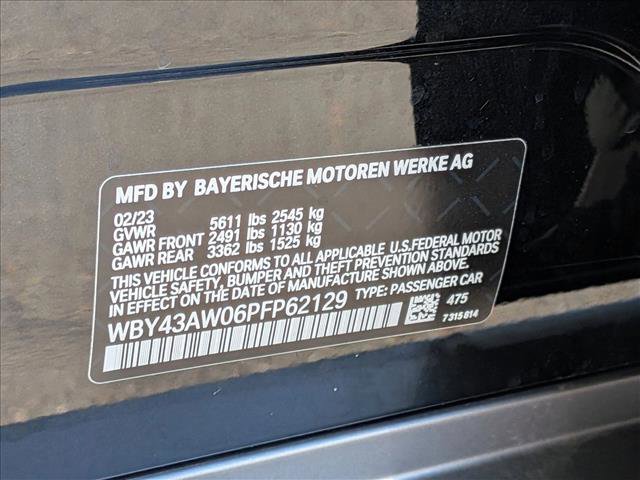 MFD BY BAYERISCHE MOTOREN WERKE AG
02/23
GVWR 5611 lbs 2545 kg
GAWR FRONT 2491 lbs 1130 kg
GAWR REAR 3362 lbs 1525 kg
THIS VEHICLE CONFORMS TO ALL APPLICABLE U.S.FEDERAL MOTOR
VEHICLE SAFETY, BUMPER, AND THEFT PREVENTION STANDARDS
IN EFFECT ON THE DATE OF MANUFACTURE SHOWN ABOVE.
WBY43AW06PFP62129 TYPE: PASSENGER CAR
475
7315814